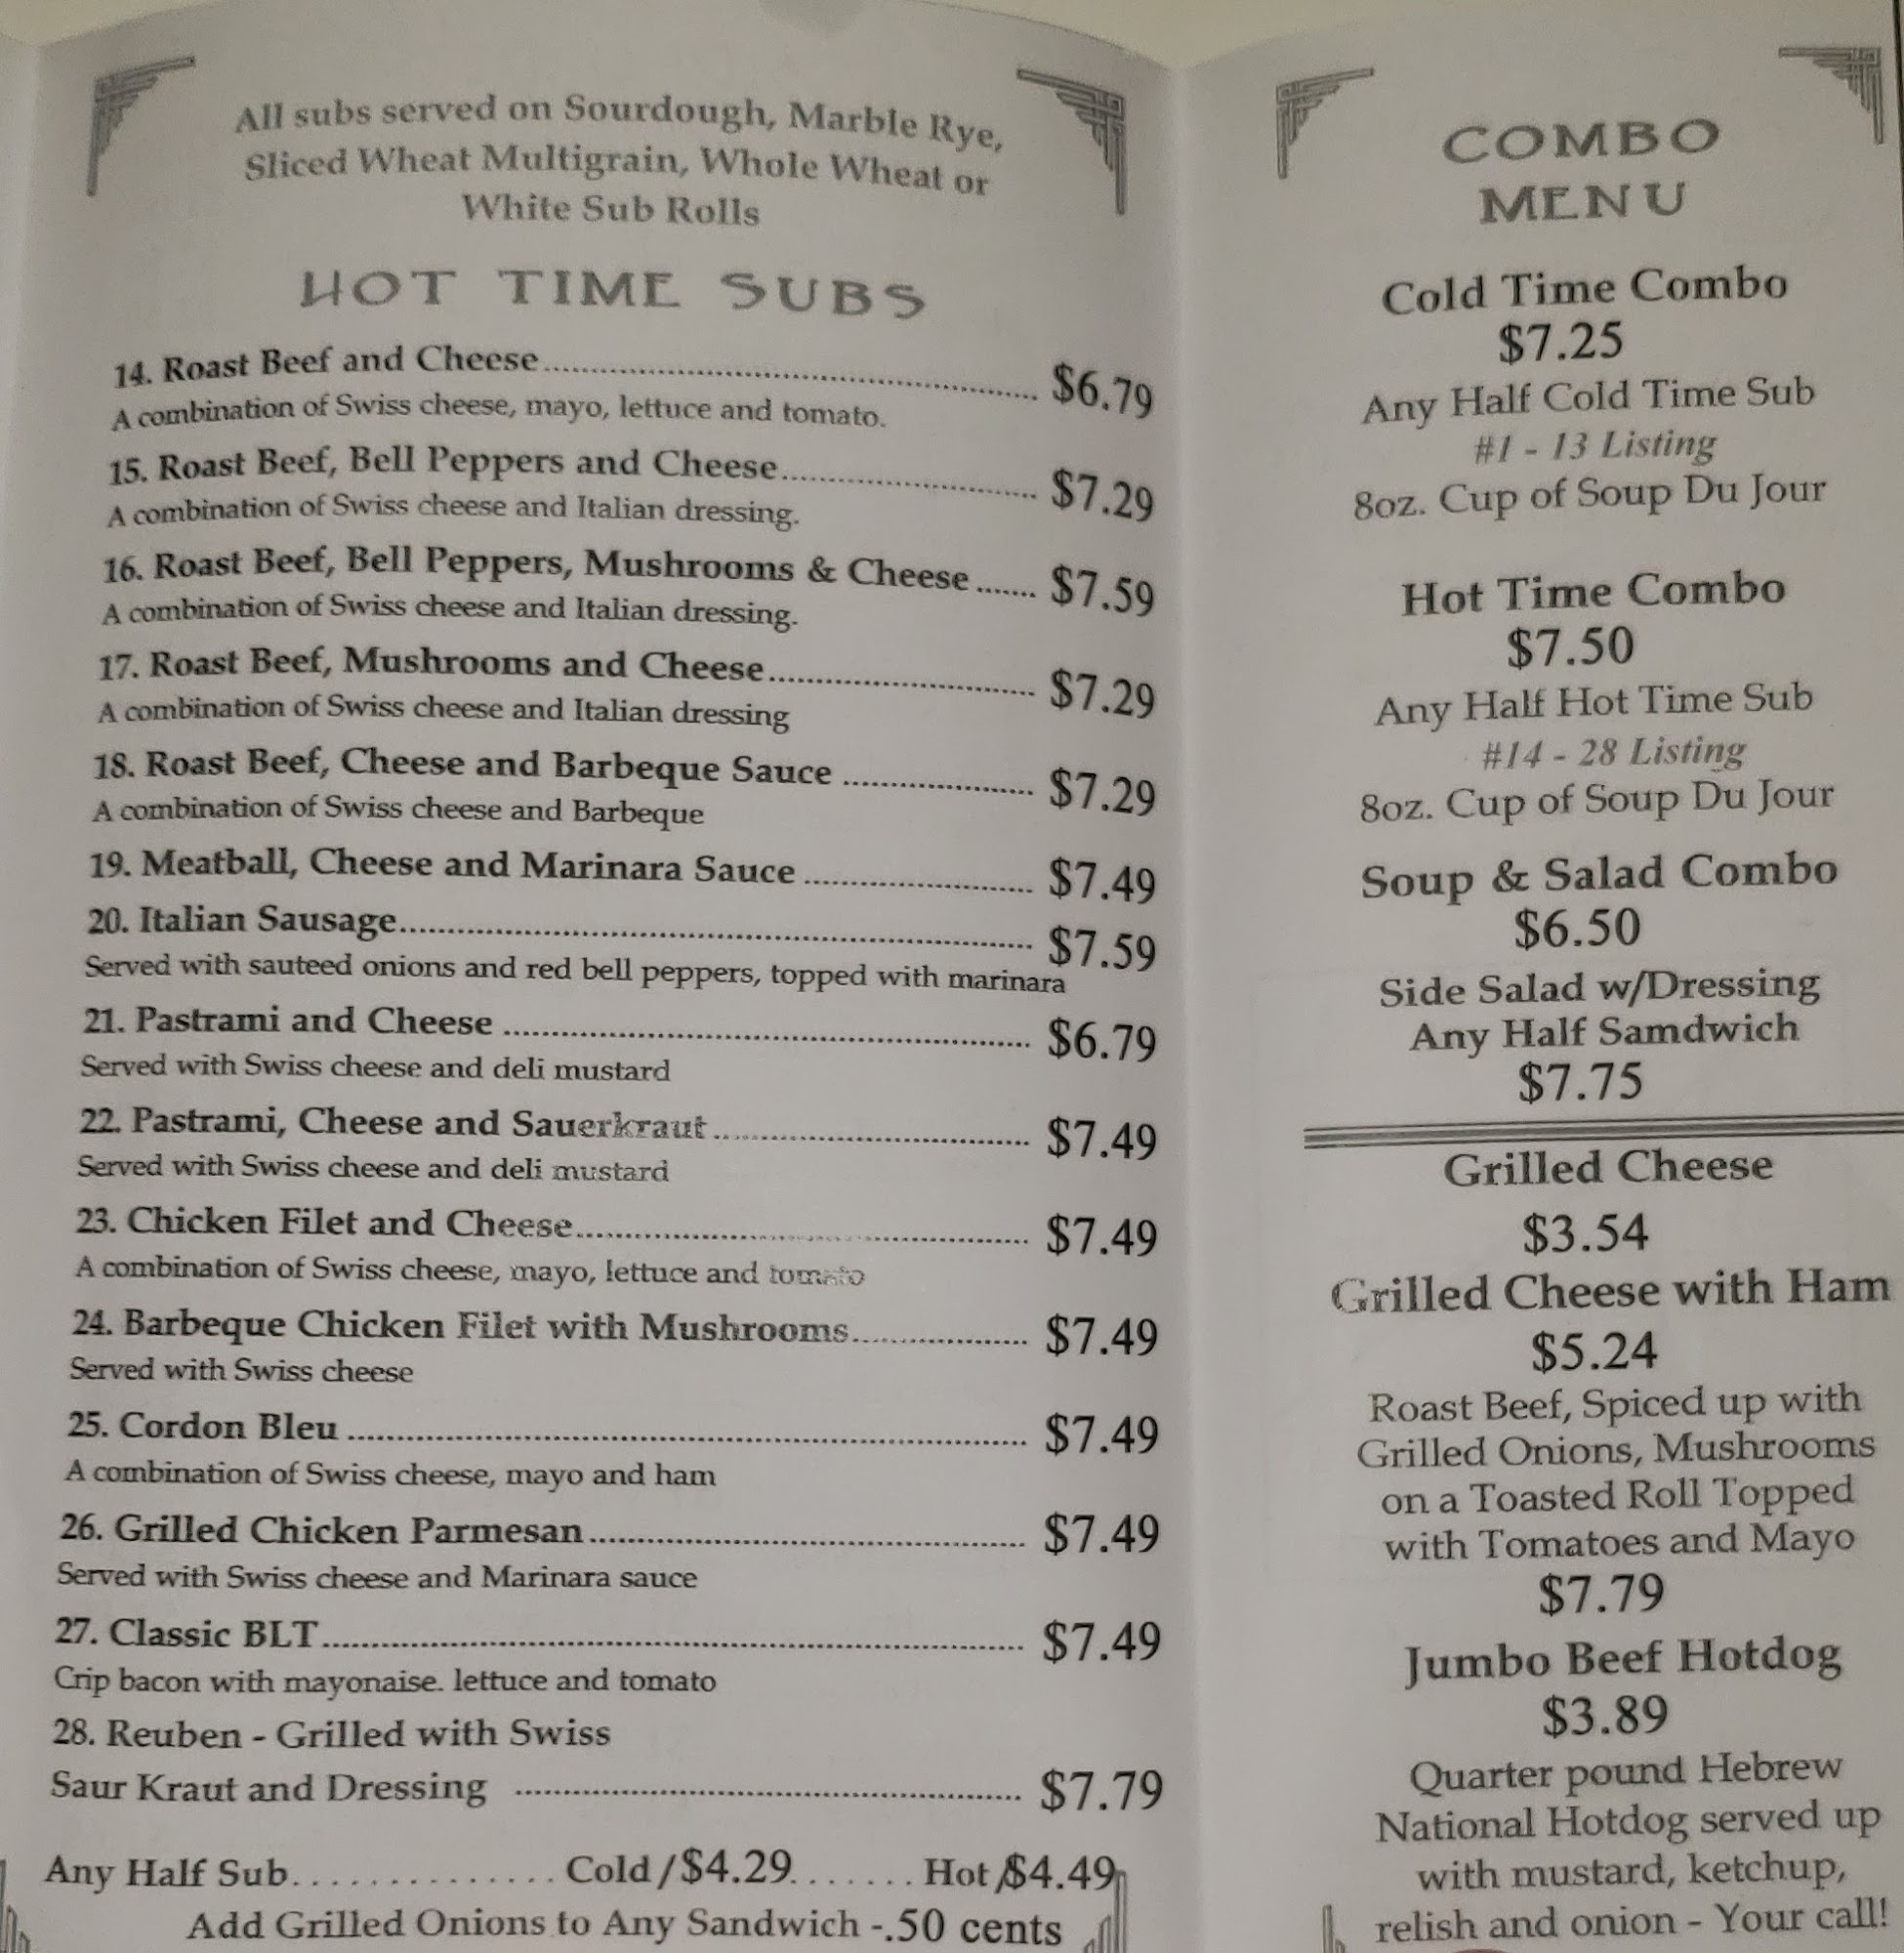 All subs served on Sourdough, Marble Rye,
Sliced Wheat Multigrain, Whole Wheat or
White Sub Rolls
HOT TIME SUBS
14. Roast Beef and Cheese.......... $6.79
A combination of Swiss cheese, mayo, lettuce and tomato.
15. Roast Beef, Bell Peppers and Cheese.......... $7.29
A combination of Swiss cheese and Italian dressing.
16. Roast Beef, Bell Peppers, Mushrooms & Cheese....... $7.59
A combination of Swiss cheese and Italian dressing.
17. Roast Beef, Mushrooms and Cheese.......... $7.29
A combination of Swiss cheese and Italian dressing
18. Roast Beef, Cheese and Barbeque Sauce .......... $7.29
A combination of Swiss cheese and Barbeque
19. Meatball, Cheese and Marinara Sauce .......... $7.49
20. Italian Sausage.......... $7.59
Served with sauteed onions and red bell peppers, topped with marinara
21. Pastrami and Cheese .......... $6.79
Served with Swiss cheese and deli mustard
22. Pastrami, Cheese and Sauerkraut.......... $7.49
Served with Swiss cheese and deli mustard
23. Chicken Filet and Cheese.......... $7.49
A combination of Swiss cheese, mayo, lettuce and tomato
24. Barbeque Chicken Filet with Mushrooms.......... $7.49
Served with Swiss cheese
25. Cordon Bleu .......... $7.49
A combination of Swiss cheese, mayo and ham
26. Grilled Chicken Parmesan.......... $7.49
Served with Swiss cheese and Marinara sauce
27. Classic BLT.......... $7.49
Crip bacon with mayonaise. lettuce and tomato
28. Reuben - Grilled with Swiss
Saur Kraut and Dressing .......... $7.79
Any Half Sub.............. Cold/$4.29....... Hot/$4.49
Add Grilled Onions to Any Sandwich -.50 cents
COMBO
MENU
Cold Time Combo
$7.25
Any Half Cold Time Sub
#1 - 13 Listing
8oz. Cup of Soup Du Jour
Hot Time Combo
$7.50
Any Half Hot Time Sub
#14 - 28 Listing
8oz. Cup of Soup Du Jour
Soup & Salad Combo
$6.50
Side Salad w/Dressing
Any Half Samdwich
$7.75
Grilled Cheese
$3.54
Grilled Cheese with Ham
$5.24
Roast Beef, Spiced up with
Grilled Onions, Mushrooms
on a Toasted Roll Topped
with Tomatoes and Mayo
$7.79
Jumbo Beef Hotdog
$3.89
Quarter pound Hebrew
National Hotdog served up
with mustard, ketchup,
relish and onion - Your call!